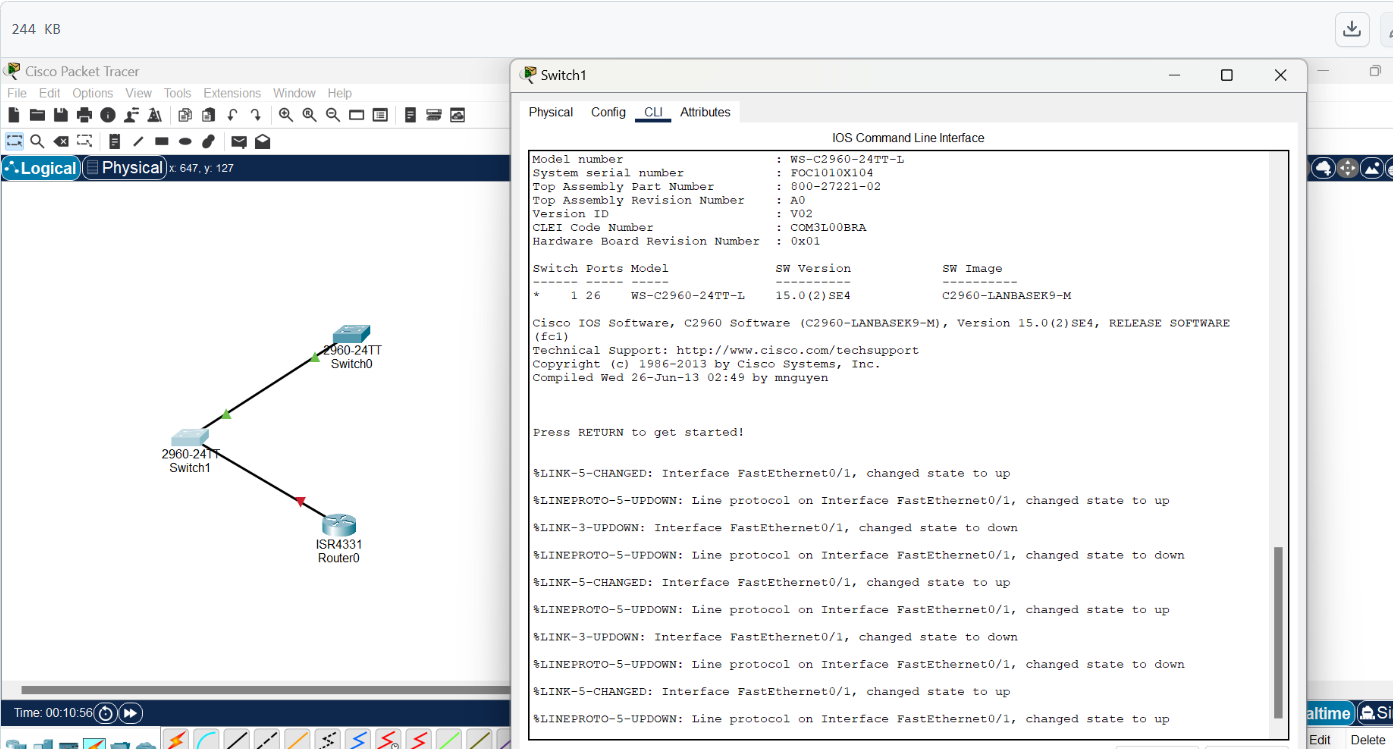 244 KB
Cisco Packet Tracer
File Edit Options View Tools Extensions Window Help
Logical Physical x: 647, y: 127
2960-24TT
Switch0
2960-24TT
Switch1
ISR4331
Router0
Time: 00:10:56
Switch1
Physical Config CLI Attributes
IOS Command Line Interface
Model number : WS-C2960-24TT-L
System serial number : FOC1010X104
Top Assembly Part Number : 800-27221-02
Top Assembly Revision Number : A0
Version ID : V02
CLEI Code Number : COM3L00BRA
Hardware Board Revision Number : 0x01
Switch Ports Model SW Version SW Image
------ ----- ----- ---------- ----------
* 1 26 WS-C2960-24TT-L 15.0(2)SE4 C2960-LANBASEK9-M
Cisco IOS Software, C2960 Software (C2960-LANBASEK9-M), Version 15.0(2)SE4, RELEASE SOFTWARE
(fc1)
Technical Support: http://www.cisco.com/techsupport
Copyright (c) 1986-2013 by Cisco Systems, Inc.
Compiled Wed 26-Jun-13 02:49 by mnguyen
Press RETURN to get started!
%LINK-5-CHANGED: Interface FastEthernet0/1, changed state to up
%LINEPROTO-5-UPDOWN: Line protocol on Interface FastEthernet0/1, changed state to up
%LINK-3-UPDOWN: Interface FastEthernet0/1, changed state to down
%LINEPROTO-5-UPDOWN: Line protocol on Interface FastEthernet0/1, changed state to down
%LINK-5-CHANGED: Interface FastEthernet0/1, changed state to up
%LINEPROTO-5-UPDOWN: Line protocol on Interface FastEthernet0/1, changed state to up
%LINK-3-UPDOWN: Interface FastEthernet0/1, changed state to down
%LINEPROTO-5-UPDOWN: Line protocol on Interface FastEthernet0/1, changed state to down
%LINK-5-CHANGED: Interface FastEthernet0/1, changed state to up
%LINEPROTO-5-UPDOWN: Line protocol on Interface FastEthernet0/1, changed state to up
altime Si
Edit Delete